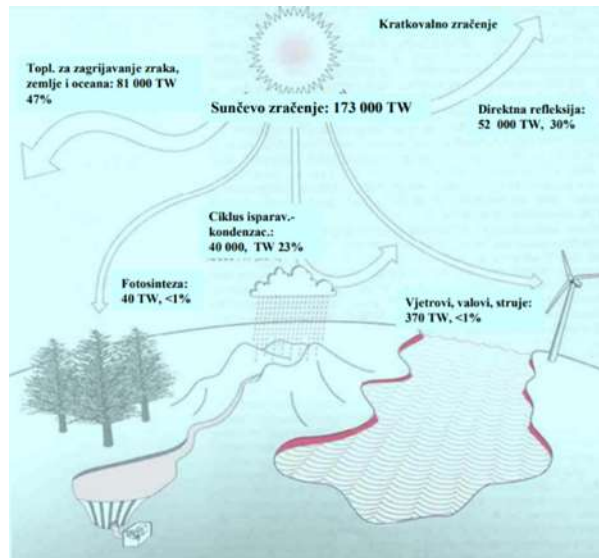 Kratkovalno zračenje
Topl. za zagrijavanje zraka,
zemlje i oceana: 81 000 TW
47%
Sunčevo zračenje: 173 000 TW
Direktna refleksija:
52 000 TW, 30%
Ciklus isparav.-
kondenzac.:
40 000, TW 23%
Fotosinteza:
40 TW, <1%
Vjetrovi, valovi, struje:
370 TW, <1%